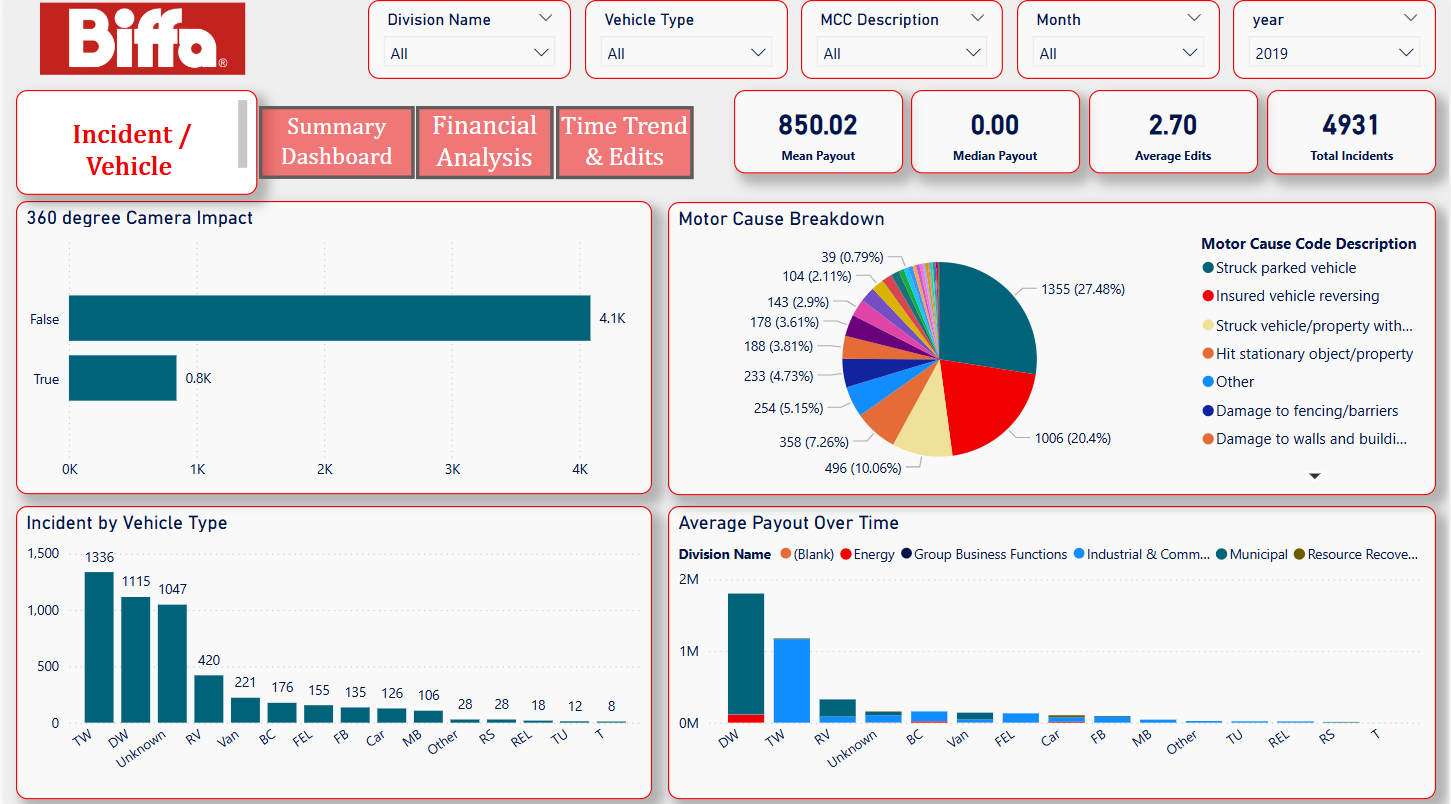 Biffa®
Division Name
All
Vehicle Type
All
MCC Description
All
Month
All
year
2019
Incident /
Vehicle
Summary
Dashboard
Financial
Analysis
Time Trend
& Edits
850.02
Mean Payout
0.00
Median Payout
2.70
Average Edits
4931
Total Incidents
360 degree Camera Impact
False
4.1K
True
0.8K
0K 1K 2K 3K 4K
Motor Cause Breakdown
39 (0.79%)
104 (2.11%)
143 (2.9%)
178 (3.61%)
188 (3.81%)
233 (4.73%)
254 (5.15%)
358 (7.26%)
496 (10.06%)
1355 (27.48%)
1006 (20.4%)
Motor Cause Code Description
Struck parked vehicle
Insured vehicle reversing
Struck vehicle/property with...
Hit stationary object/property
Other
Damage to fencing/barriers
Damage to walls and buildi...
Incident by Vehicle Type
1,500
1,000
500
0
1336 1115 1047 420 221 176 155 135 126 106 28 28 18 12 8
TW DW Unknown RV Van BC FEL FB Car MB Other RS REL TU T
Average Payout Over Time
Division Name (Blank) Energy Group Business Functions Industrial & Comm... Municipal Resource Recove...
2M
1M
0M
DW TW RV Unknown BC Van FEL Car FB MB Other TU REL RS T